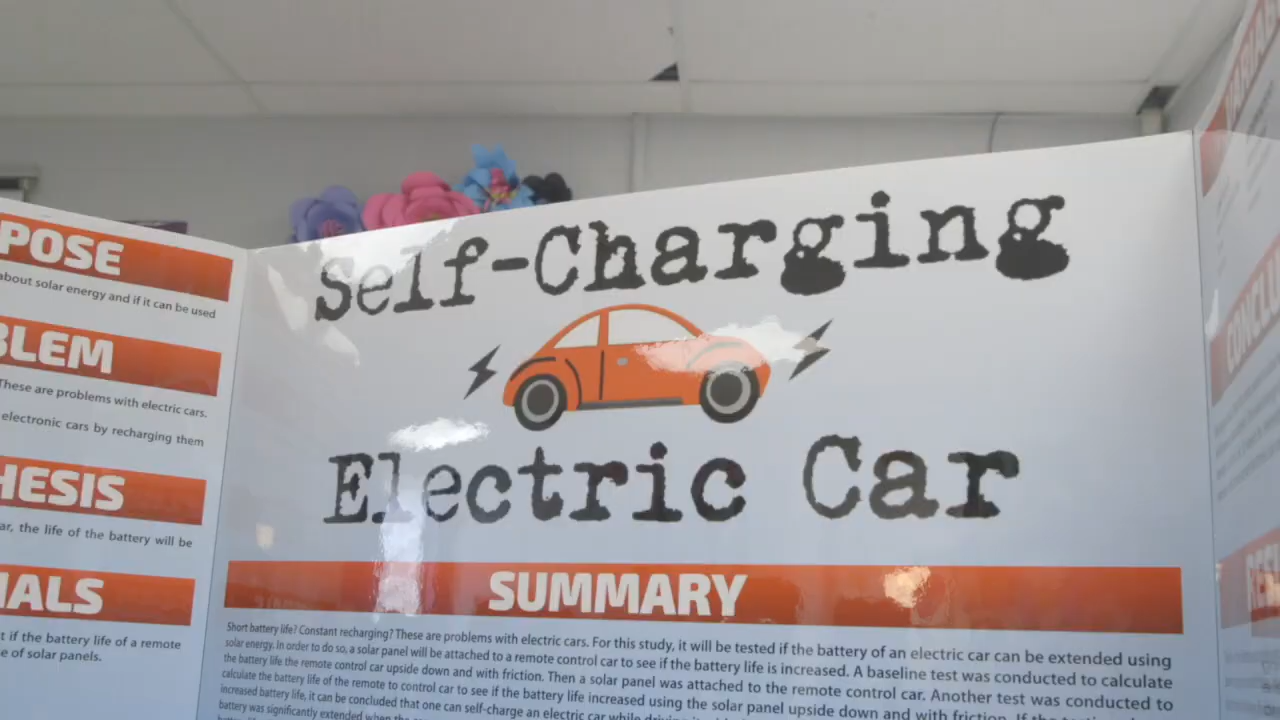 POSE
about solar energy and if it can be used
BLEM
These are problems with electric cars.
electronic cars by recharging them
HESIS
ar, the life of the battery will be
IALS
t if the battery life of a remote
e of solar panels.
Self-Charging
Electric Car
SUMMARY
Short battery life? Constant recharging? These are problems with electric cars. For this study, it will be tested if the battery of an electric car can be extended using
solar energy. In order to do so, a solar panel will be attached to a remote control car to see if the battery life is increased. A baseline test was conducted to calculate
the battery life the remote control car upside down and with friction. Then a solar panel was attached to the remote control car. Another test was conducted to
calculate the battery life of the remote to control car to see if the battery life increased using the solar panel upside down and with friction. If the
increased battery life, it can be concluded that one can self-charge an electric car while
battery was significantly extended when the
VARIAB
CONCLU